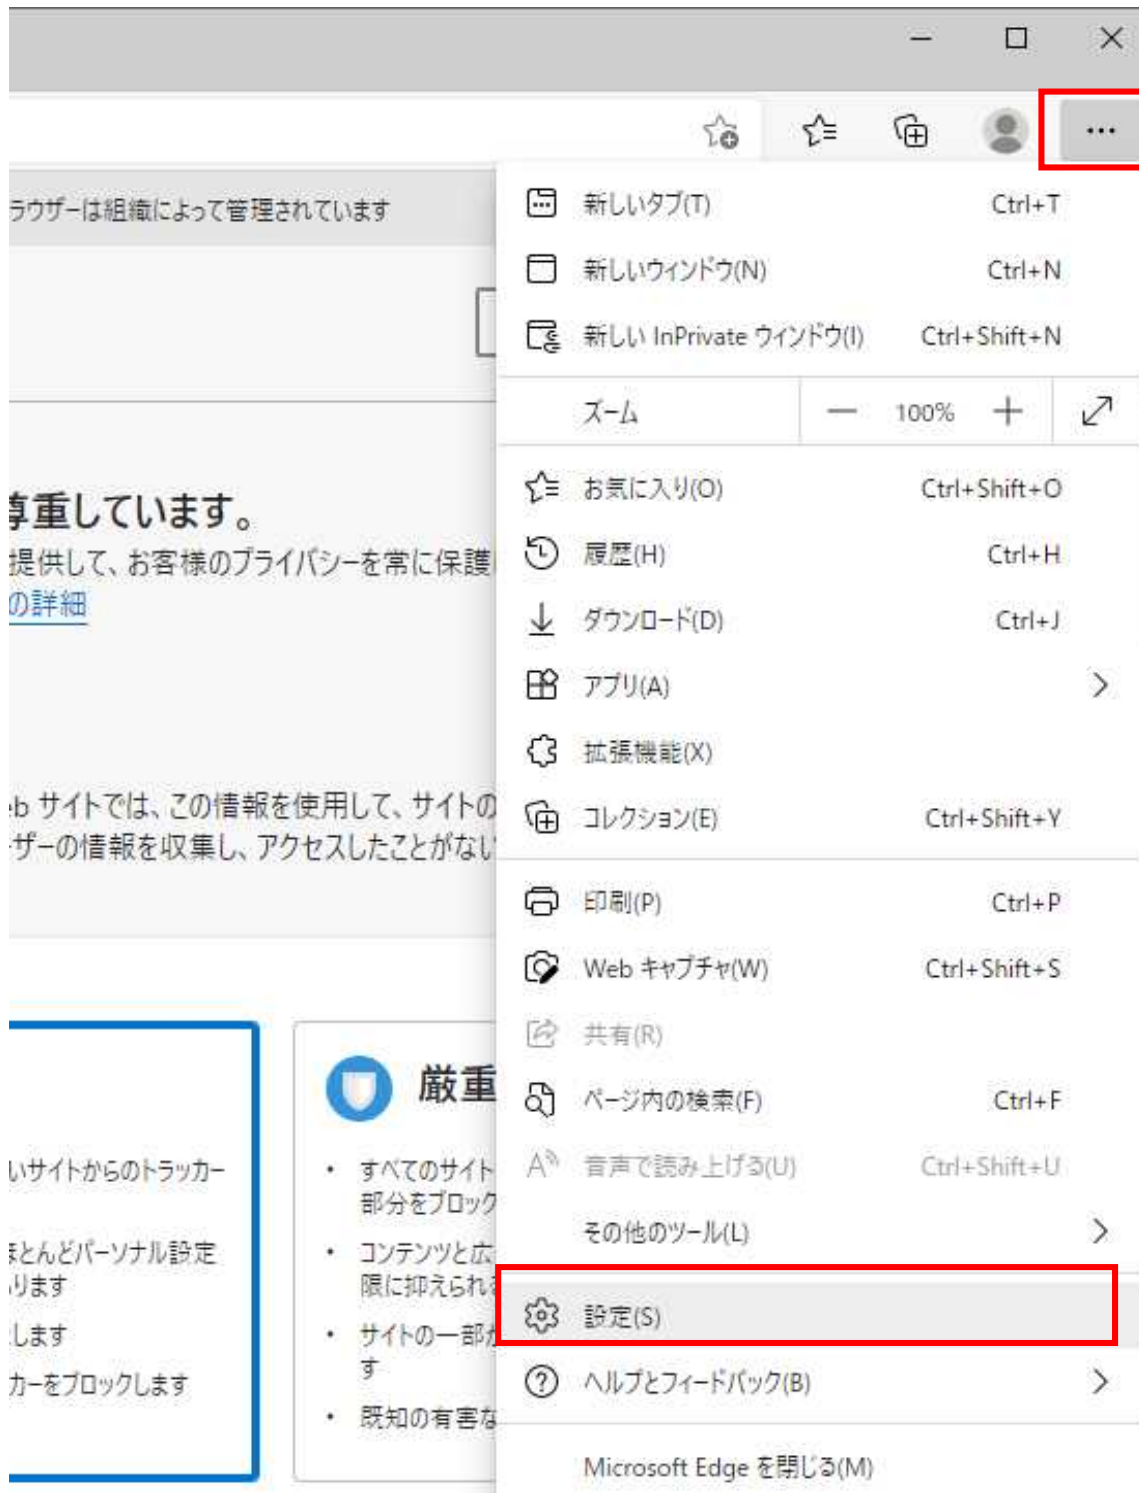 ラウザーは組織によって管理されています
新しいタブ(T) Ctrl+T
新しいウィンドウ(N) Ctrl+N
新しい InPrivate ウィンドウ(I) Ctrl+Shift+N
ズーム 100%
お気に入り(O) Ctrl+Shift+O
履歴(H) Ctrl+H
ダウンロード(D) Ctrl+J
アプリ(A)
拡張機能(X)
コレクション(E) Ctrl+Shift+Y
印刷(P) Ctrl+P
Web キャプチャ(W) Ctrl+Shift+S
共有(R)
ページ内の検索(F) Ctrl+F
音声で読み上げる(U) Ctrl+Shift+U
その他のツール(L)
設定(S)
ヘルプとフィードバック(B)
Microsoft Edge を閉じる(M)
尊重しています。
提供して、お客様のプライバシーを常に保護
の詳細
eb サイトでは、この情報を使用して、サイトの
ーザーの情報を収集し、アクセスしたことがない
いサイトからのトラッカー
ほとんどパーソナル設定
ります
します
カーをブロックします
厳重
• すべてのサイト
部分をブロック
• コンテンツと広
限に抑えられる
• サイトの一部が
す
• 既知の有害な